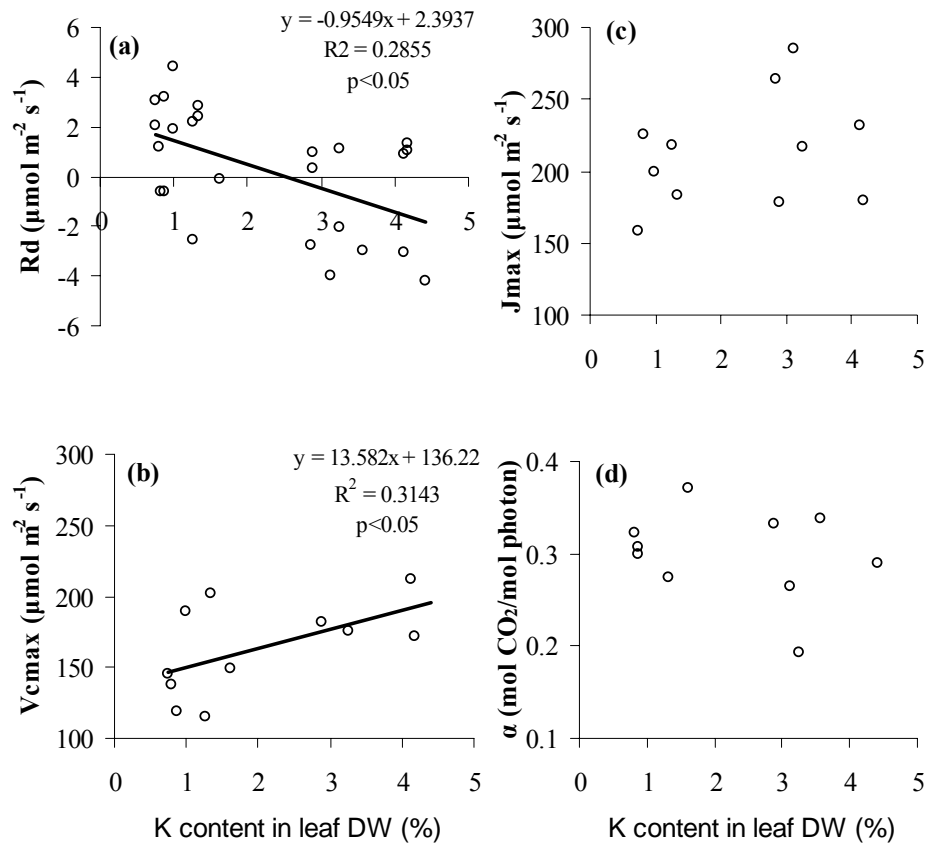 (a)
y = -0.9549x + 2.3937
R2 = 0.2855
p<0.05
Rd (µmol m⁻² s⁻¹)
6
4
2
0
-2
-4
-6
0 1 2 3 4 5
(c)
Jmax (µmol m⁻² s⁻¹)
300
250
200
150
100
0 1 2 3 4 5
(b)
y = 13.582x + 136.22
R² = 0.3143
p<0.05
Vcmax (µmol m⁻² s⁻¹)
300
250
200
150
100
0 1 2 3 4 5
K content in leaf DW (%)
(d)
α (mol CO₂/mol photon)
0.4
0.3
0.2
0.1
0 1 2 3 4 5
K content in leaf DW (%)